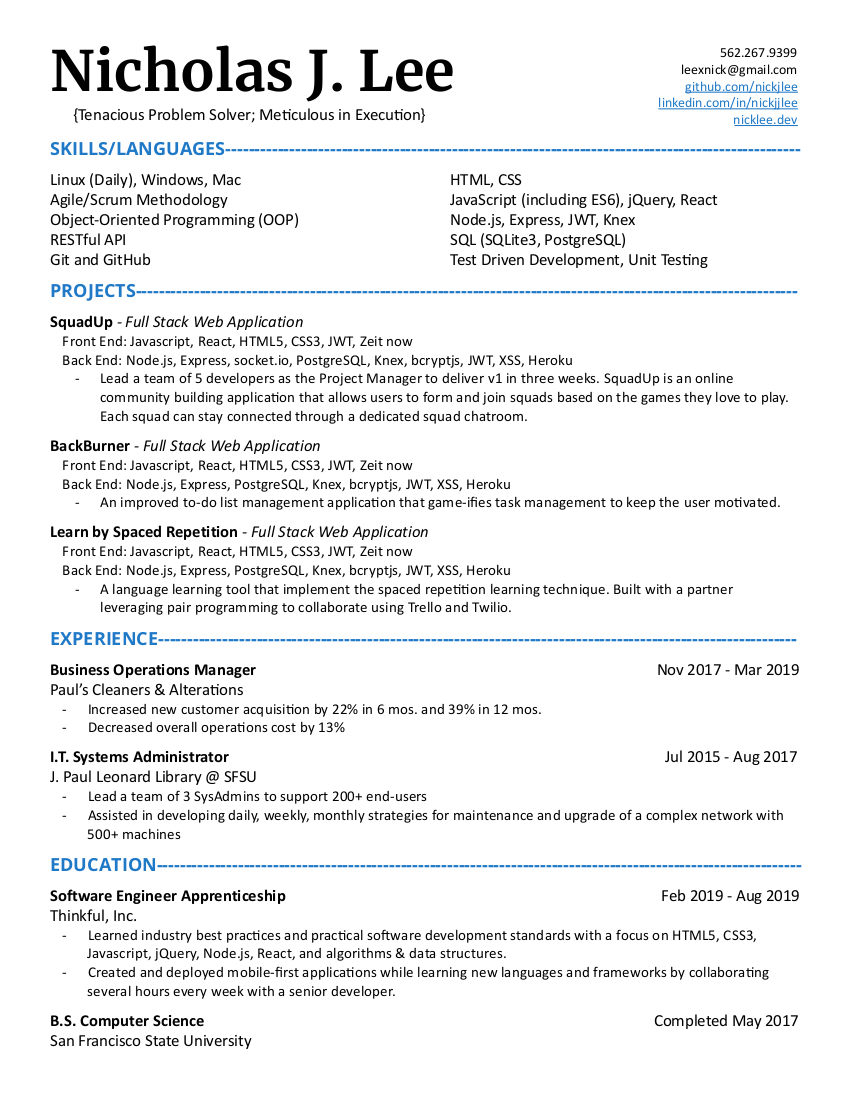 Nicholas J. Lee
{Tenacious Problem Solver; Meticulous in Execution}
562.267.9399
leexnick@gmail.com
github.com/nickjlee
linkedin.com/in/nickjjlee
nicklee.dev
SKILLS/LANGUAGES
Linux (Daily), Windows, Mac
Agile/Scrum Methodology
Object-Oriented Programming (OOP)
RESTful API
Git and GitHub
HTML, CSS
JavaScript (including ES6), jQuery, React
Node.js, Express, JWT, Knex
SQL (SQLite3, PostgreSQL)
Test Driven Development, Unit Testing
PROJECTS
SquadUp - Full Stack Web Application
Front End: Javascript, React, HTML5, CSS3, JWT, Zeit now
Back End: Node.js, Express, socket.io, PostgreSQL, Knex, bcryptjs, JWT, XSS, Heroku
- Lead a team of 5 developers as the Project Manager to deliver v1 in three weeks. SquadUp is an online
community building application that allows users to form and join squads based on the games they love to play.
Each squad can stay connected through a dedicated squad chatroom.
BackBurner - Full Stack Web Application
Front End: Javascript, React, HTML5, CSS3, JWT, Zeit now
Back End: Node.js, Express, PostgreSQL, Knex, bcryptjs, JWT, XSS, Heroku
- An improved to-do list management application that game-ifies task management to keep the user motivated.
Learn by Spaced Repetition - Full Stack Web Application
Front End: Javascript, React, HTML5, CSS3, JWT, Zeit now
Back End: Node.js, Express, PostgreSQL, Knex, bcryptjs, JWT, XSS, Heroku
- A language learning tool that implement the spaced repetition learning technique. Built with a partner
leveraging pair programming to collaborate using Trello and Twilio.
EXPERIENCE
Business Operations Manager Nov 2017 - Mar 2019
Paul’s Cleaners & Alterations
- Increased new customer acquisition by 22% in 6 mos. and 39% in 12 mos.
- Decreased overall operations cost by 13%
I.T. Systems Administrator Jul 2015 - Aug 2017
J. Paul Leonard Library @ SFSU
- Lead a team of 3 SysAdmins to support 200+ end-users
- Assisted in developing daily, weekly, monthly strategies for maintenance and upgrade of a complex network with
500+ machines
EDUCATION
Software Engineer Apprenticeship Feb 2019 - Aug 2019
Thinkful, Inc.
- Learned industry best practices and practical software development standards with a focus on HTML5, CSS3,
Javascript, jQuery, Node.js, React, and algorithms & data structures.
- Created and deployed mobile-first applications while learning new languages and frameworks by collaborating
several hours every week with a senior developer.
B.S. Computer Science Completed May 2017
San Francisco State University